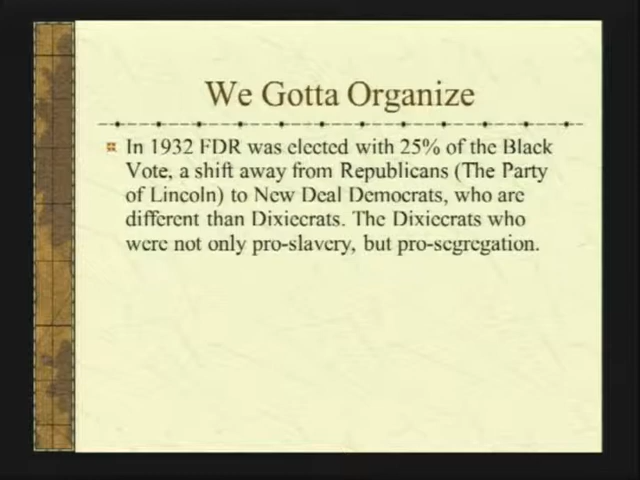 We Gotta Organize
In 1932 FDR was elected with 25% of the Black
Vote, a shift away from Republicans (The Party
of Lincoln) to New Deal Democrats, who are
different than Dixiecrats. The Dixiecrats who
were not only pro-slavery, but pro-segregation.